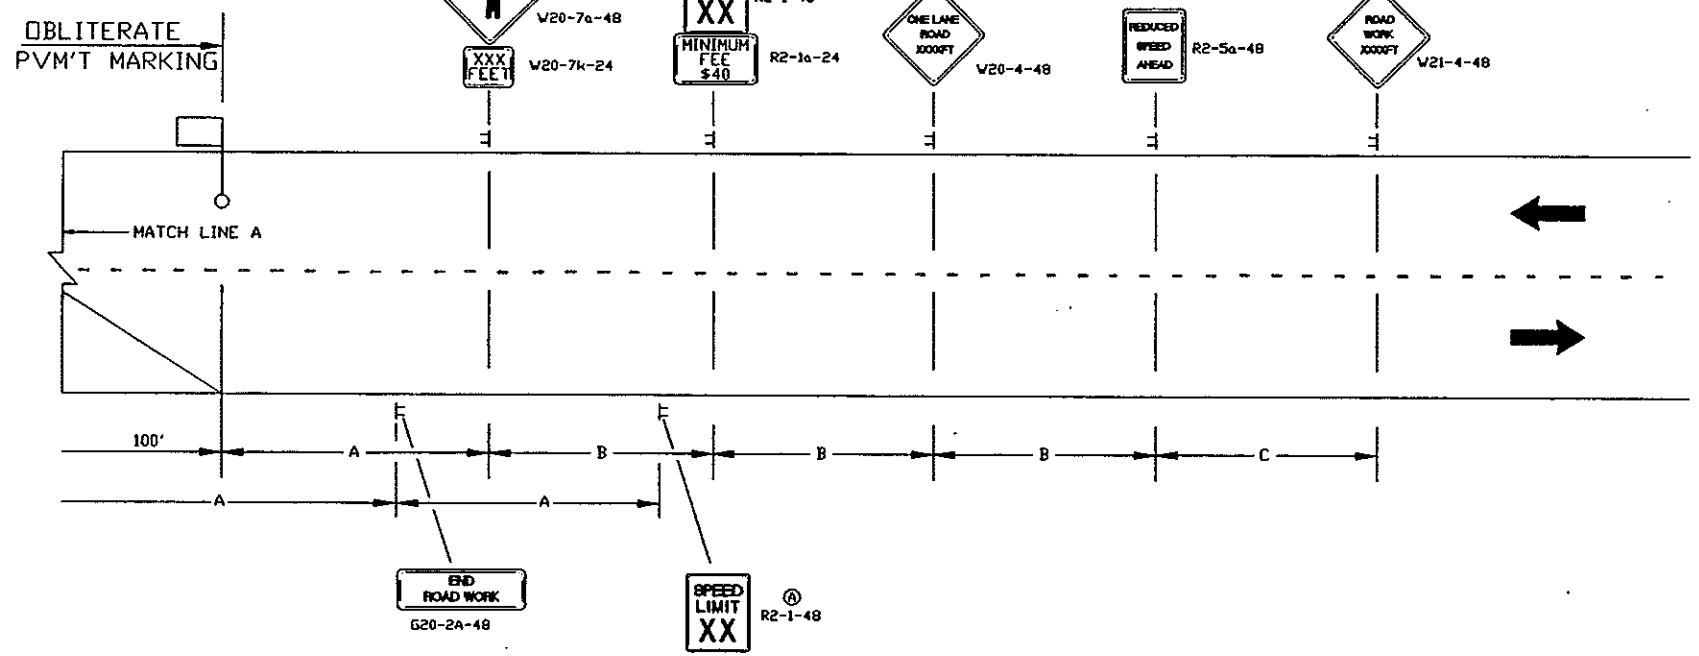 OBLITERATE
PVM'T MARKING
W20-7a-48
XXX
FEET
W20-7k-24
XX
MINIMUM
FEE
$40
R2-1a-24
ONE LANE
ROAD
XXXXFT
W20-4-48
REDUCED
SPEED
AHEAD
R2-5a-48
ROAD
WORK
XXXXFT
W21-4-48
MATCH LINE A
100'
A
B
B
B
C
A
A
END
ROAD WORK
G20-2A-48
SPEED
LIMIT
XX
A
R2-1-48